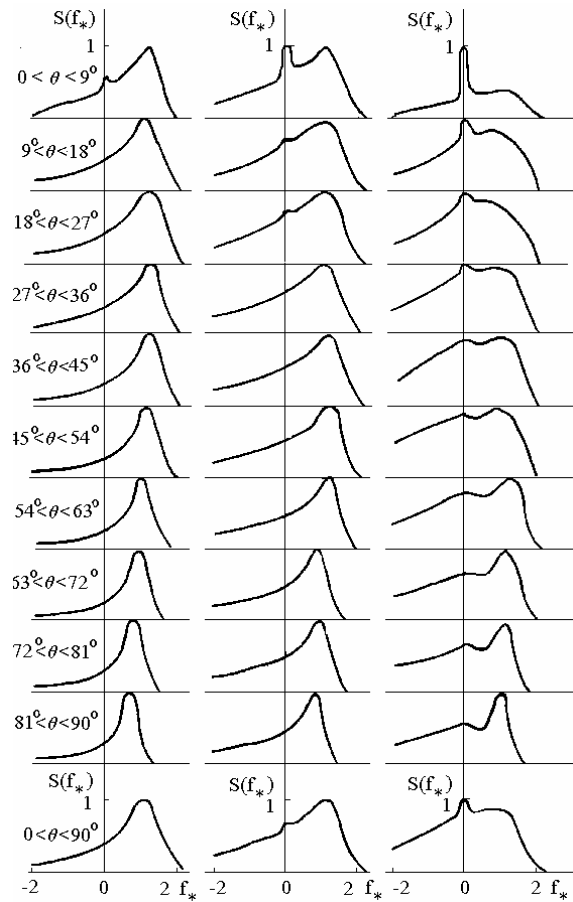 S(f*) S(f*) S(f*)
1 1 1
0 < θ < 9°
9°<θ<18°
18°<θ<27°
27°<θ<36°
36°<θ<45°
45°<θ<54°
54°<θ<63°
63°<θ<72°
72°<θ<81°
81°<θ<90°
S(f*) S(f*) S(f*)
1 1 1
0 <θ<90°
-2 0 2 f* -2 0 2 f* -2 0 2 f*